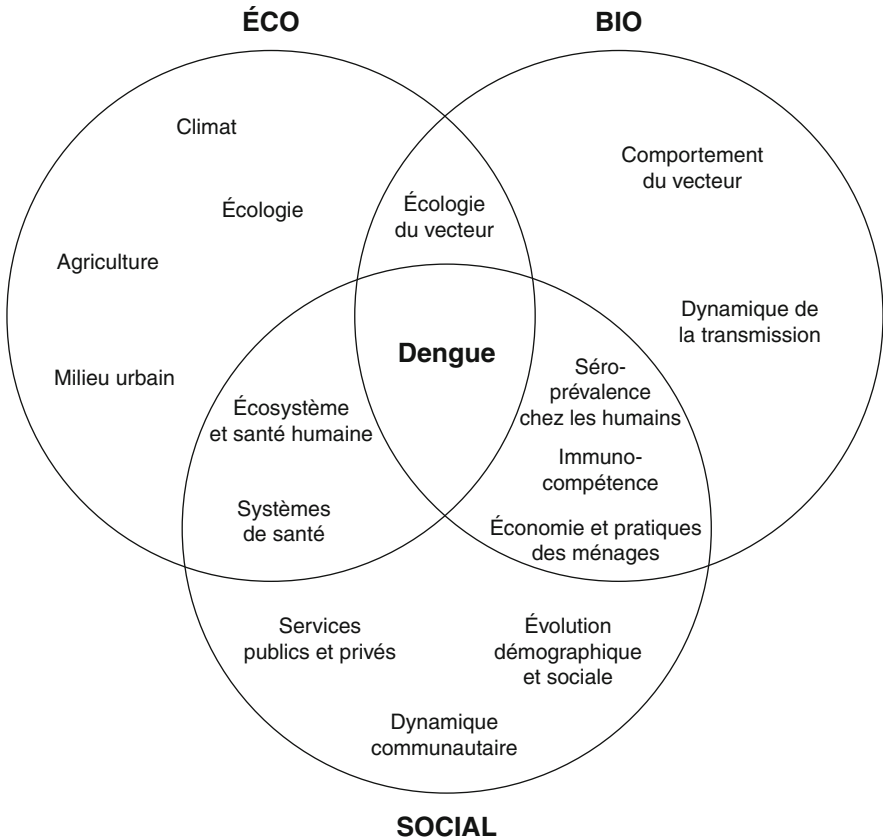 ÉCO
BIO
Climat
Écologie
Agriculture
Milieu urbain
Écologie
du vecteur
Comportement
du vecteur
Dynamique de
la transmission
Dengue
Écosystème
et santé humaine
Systèmes
de santé
Séro-
prévalence
chez les humains
Immuno-
compétence
Économie et pratiques
des ménages
Services
publics et privés
Évolution
démographique
et sociale
Dynamique
communautaire
SOCIAL